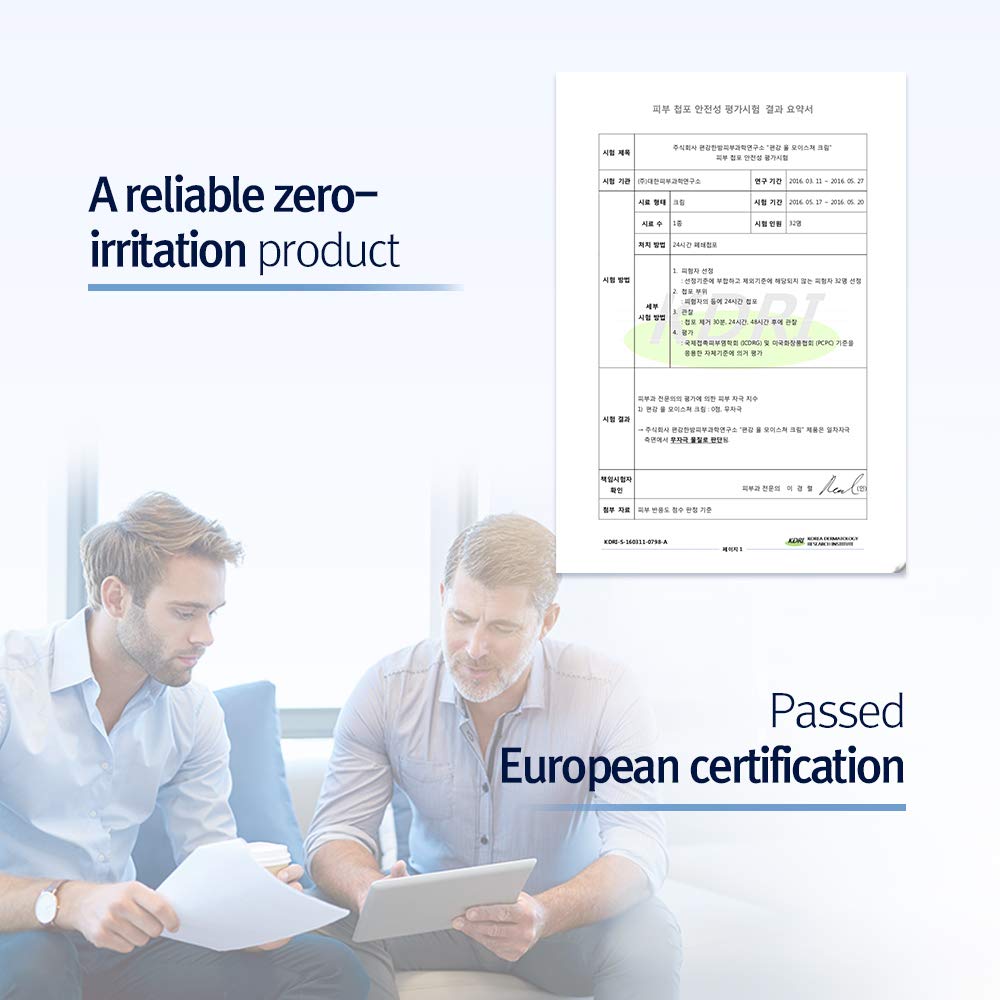 A reliable zero–
irritation product
피부 첩포 안전성 평가시험 결과 요약서
시험 제목
주식회사 편강한방피부과학연구소 "편강 율 모이스쳐 크림"
피부 첩포 안전성 평가시험
시험 기관 (주)대한피부과학연구소 연구 기간 2016. 03. 11 ~ 2016. 05. 27
시료 형태 크림 시험 기간 2016. 05. 17 ~ 2016. 05. 20
시료 수 1종 시험 인원 32명
처치 방법 24시간 폐쇄첩포
시험 방법
세부
시험 방법
1. 피험자 선정
: 선정기준에 부합하고 제외기준에 해당되지 않는 피험자 32명 선정
2. 첩포 부위
: 피험자의 등에 24시간 첩포
3. 관찰
: 첩포 제거 30분, 24시간, 48시간 후에 관찰
4. 평가
: 국제접촉피부염학회 (ICDRG) 및 미국화장품협회 (PCPC) 기준을
응용한 자체기준에 의거 평가
KDRI
시험 결과
피부과 전문의의 평가에 의한 피부 자극 지수
1) 편강 율 모이스쳐 크림 : 0점, 무자극
→ 주식회사 편강한방피부과학연구소 "편강 율 모이스쳐 크림" 제품은 일차자극
측면에서 무자극 물질로 판단됨.
책임시험자
확인
피부과 전문의 이 경 렬 (인)
첨부 자료 피부 반응도 점수 판정 기준
KDRI-S-160311-0798-A
페이지 1
KDRI KOREA DERMATOLOGY
RESEARCH INSTITUTE
Passed
European certification